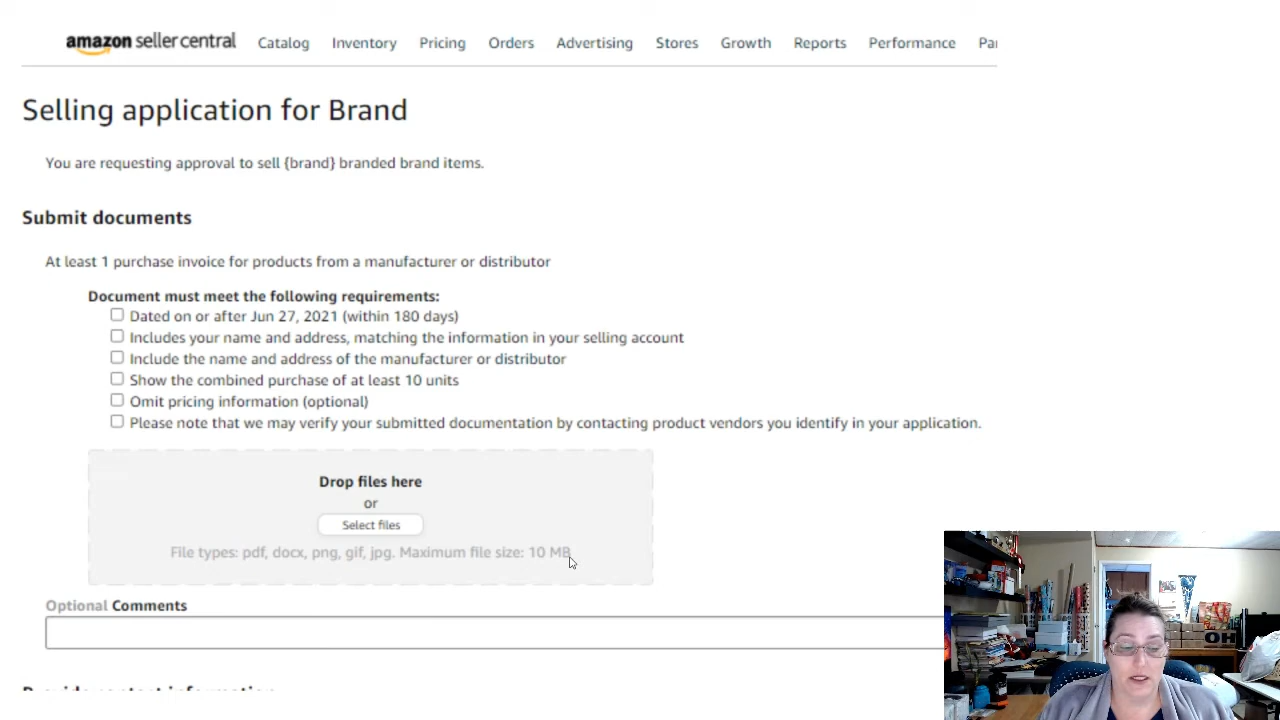 amazon seller central Catalog Inventory Pricing Orders Advertising Stores Growth Reports Performance
Selling application for Brand
You are requesting approval to sell {brand} branded brand items.
Submit documents
At least 1 purchase invoice for products from a manufacturer or distributor
Document must meet the following requirements:
Dated on or after Jun 27, 2021 (within 180 days)
Includes your name and address, matching the information in your selling account
Include the name and address of the manufacturer or distributor
Show the combined purchase of at least 10 units
Omit pricing information (optional)
Please note that we may verify your submitted documentation by contacting product vendors you identify in your application.
Drop files here
or
Select files
File types: pdf, docx, png, gif, jpg. Maximum file size: 10 MB
Optional Comments
OH